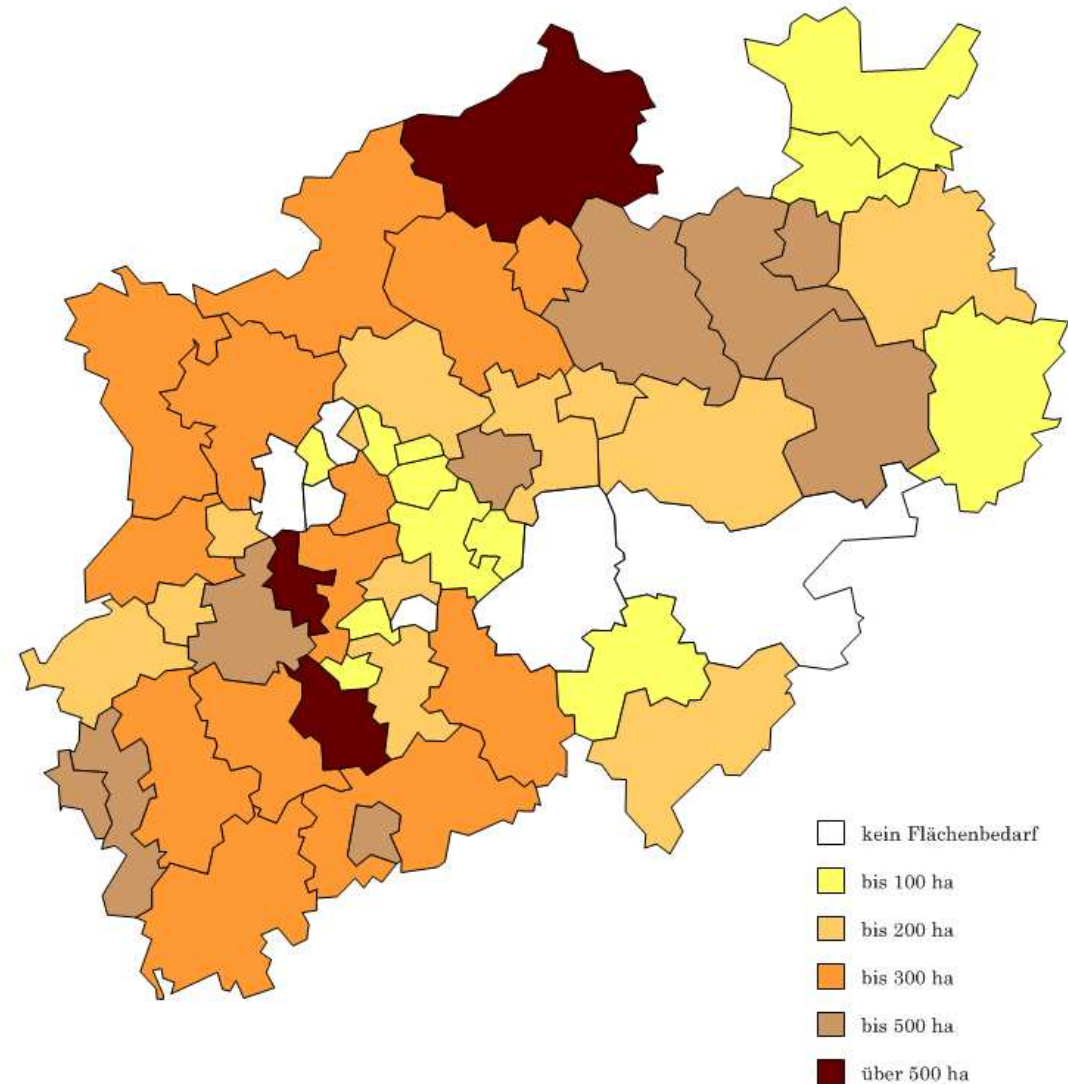 kein Flächenbedarf
bis 100 ha
bis 200 ha
bis 300 ha
bis 500 ha
über 500 ha